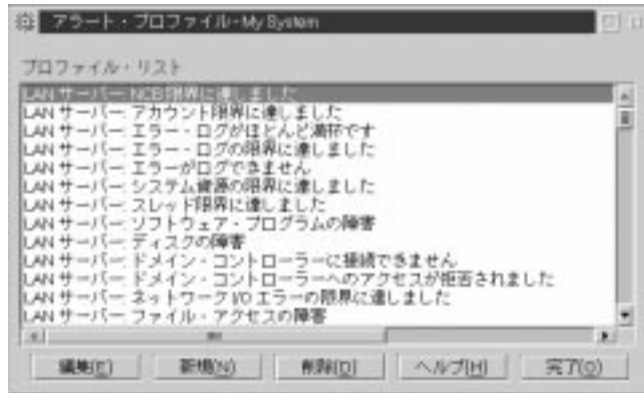 アラート・プロファイル-My System
プロファイル・リスト
LAN サーバー: NCB 限界に達しました
LAN サーバー: アカウント限界に達しました
LAN サーバー: エラー・ログがほとんど満杯です
LAN サーバー: エラー・ログの限界に達しました
LAN サーバー: エラーがログできません
LAN サーバー: システム資源の限界に達しました
LAN サーバー: スレッド限界に達しました
LAN サーバー: ソフトウェア・プログラムの障害
LAN サーバー: ディスクの障害
LAN サーバー: ドメイン・コントローラーに接続できません
LAN サーバー: ドメイン・コントローラーへのアクセスが拒否されました
LAN サーバー: ネットワーク I/O エラーの限界に達しました
LAN サーバー: ファイル・アクセスの障害
編集(E) 新規(N) 削除(D) ヘルプ(H) 完了(O)